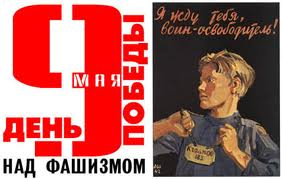 9
МАЯ
ДЕНЬ
ПОБЕДЫ
НАД ФАШИЗМОМ
Я жду тебя,
воин-освободитель!